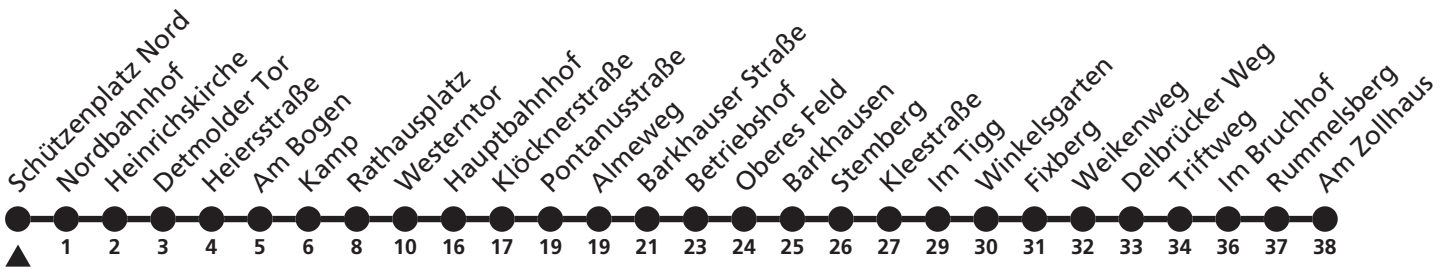 Schützenplatz Nord
Nordbahnhof
Heinrichskirche
Detmolder Tor
Heiersstraße
Am Bogen
Kamp
Rathausplatz
Westerntor
Hauptbahnhof
Klöcknerstraße
Pontanusstraße
Almeweg
Barkhauser Straße
Betriebshof
Oberes Feld
Barkhausen
Stemberg
Kleestraße
Im Tigg
Winkelsgarten
Fixberg
Weikenweg
Delbrücker Weg
Triftweg
Im Bruchhof
Rummelsberg
Am Zollhaus
1 2 3 4 5 6 8 10 16 17 19 19 21 23 24 25 26 27 29 30 31 32 33 34 36 37 38